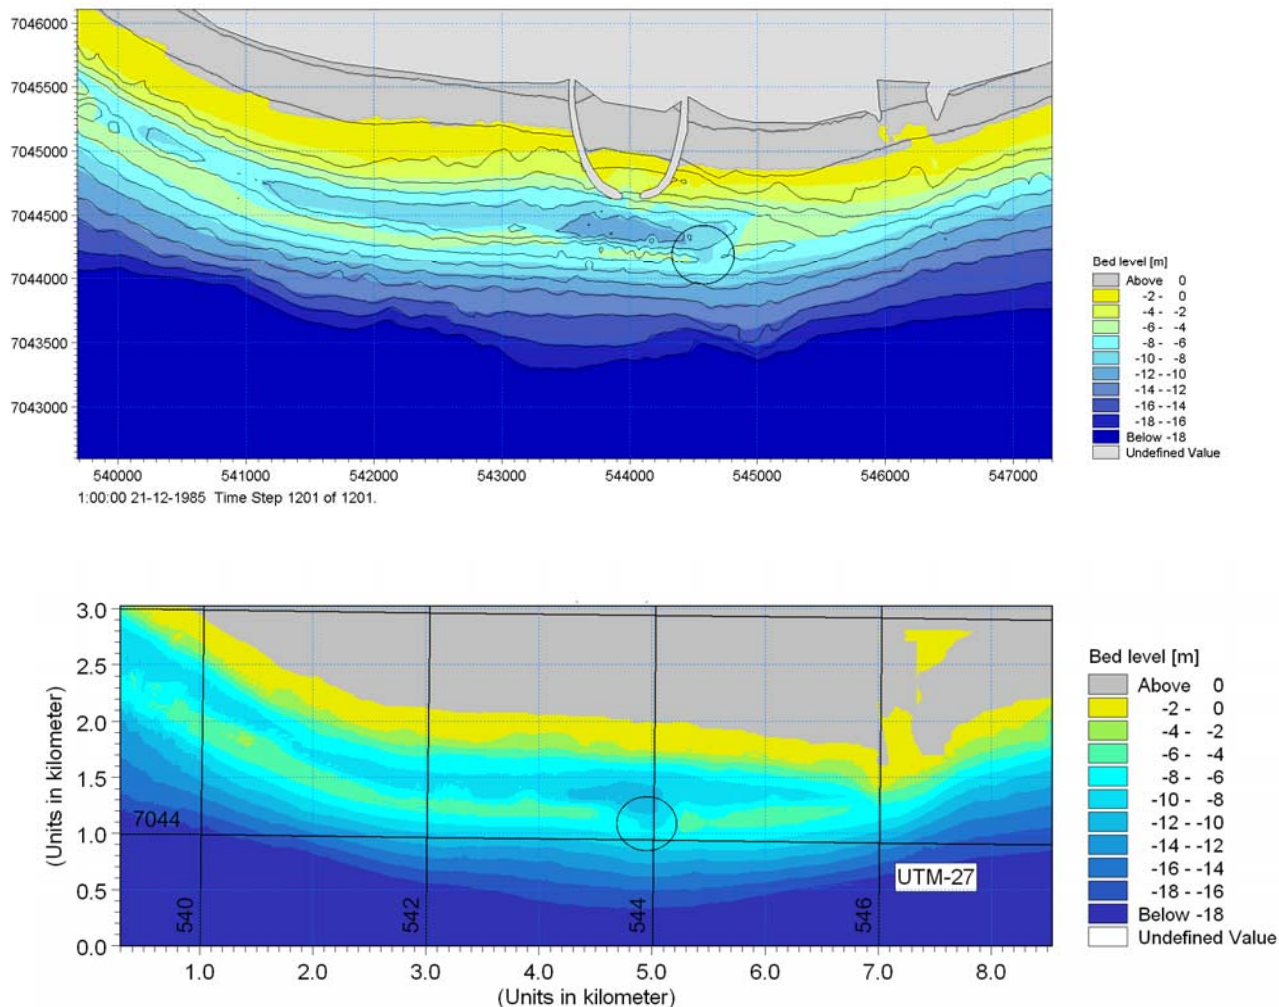 7046000
7045500
7045000
7044500
7044000
7043500
7043000
540000 541000 542000 543000 544000 545000 546000 547000
1:00:00 21-12-1985 Time Step 1201 of 1201.
Bed level [m]
Above 0
-2 - 0
-4 - -2
-6 - -4
-8 - -6
-10 - -8
-12 - -10
-14 - -12
-16 - -14
-18 - -16
Below -18
Undefined Value
3.0
2.5
2.0
1.5
1.0
0.5
0.0
(Units in kilometer)
7044
540
542
544
546
UTM-27
1.0 2.0 3.0 4.0 5.0 6.0 7.0 8.0
(Units in kilometer)
Bed level [m]
Above 0
-2 - 0
-4 - -2
-6 - -4
-8 - -6
-10 - -8
-12 - -10
-14 - -12
-16 - -14
-18 - -16
Below -18
Undefined Value